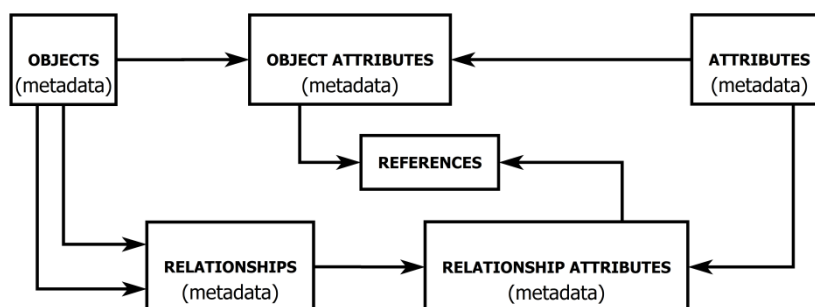 OBJECTS
(metadata)
OBJECT ATTRIBUTES
(metadata)
ATTRIBUTES
(metadata)
REFERENCES
RELATIONSHIPS
(metadata)
RELATIONSHIP ATTRIBUTES
(metadata)